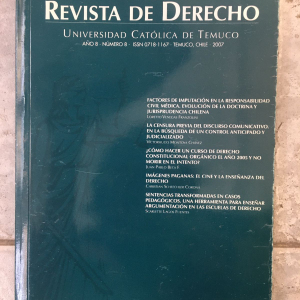 REVISTA DE DERECHO
UNIVERSIDAD CATÓLICA DE TEMUCO
AÑO 8 · NÚMERO 8 · ISSN 0718 1167 · TEMUCO, CHILE · 2007
FACTORES DE IMPUTACIÓN EN LA RESPONSABILIDAD
CIVIL MÉDICA. EVOLUCIÓN DE LA DOCTRINA Y
JURISPRUDENCIA CHILENA
LA CENSURA PREVIA DEL DISCURSO COMUNICATIVO:
EN LA BÚSQUEDA DE UN CONTROL ANTICIPADO Y
JUDICIALIZADO
¿CÓMO HACER UN CURSO DE DERECHO
CONSTITUCIONAL ORGÁNICO EL AÑO 2005 Y NO
MORIR EN EL INTENTO?
JUAN PABLO
IMÁGENES PAGANAS: EL CINE Y LA ENSEÑANZA DEL
DERECHO
SENTENCIAS TRANSFORMADAS EN CASOS
PEDAGÓGICOS. UNA HERRAMIENTA PARA ENSEÑAR
ARGUMENTACIÓN EN LAS ESCUELAS DE DERECHO
FUENTES